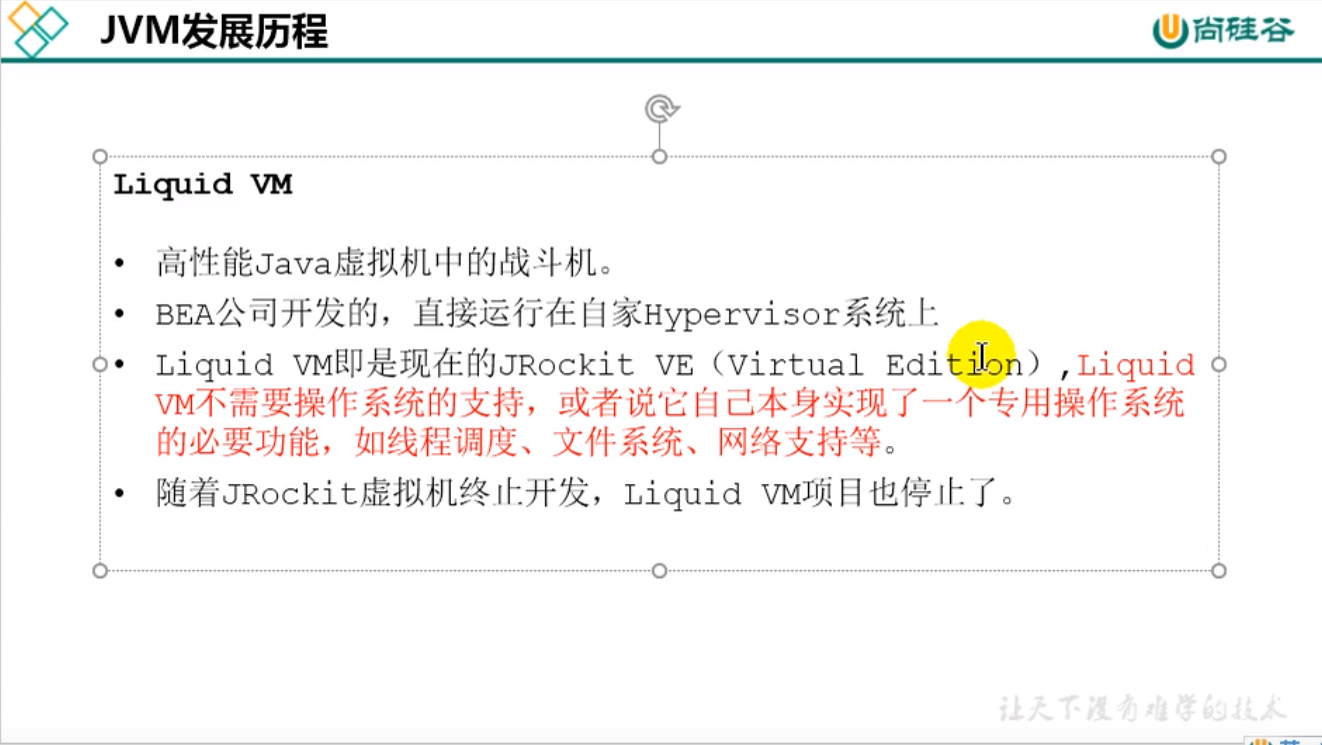 JVM发展历程
尚硅谷
Liquid VM
• 高性能Java虚拟机中的战斗机。
• BEA公司开发的，直接运行在自家Hypervisor系统上
• Liquid VM即是现在的JRockit VE（Virtual Edition）,Liquid
VM不需要操作系统的支持，或者说它自己本身实现了一个专用操作系统
的必要功能，如线程调度、文件系统、网络支持等。
• 随着JRockit虚拟机终止开发，Liquid VM项目也停止了。
让天下没有难学的技术